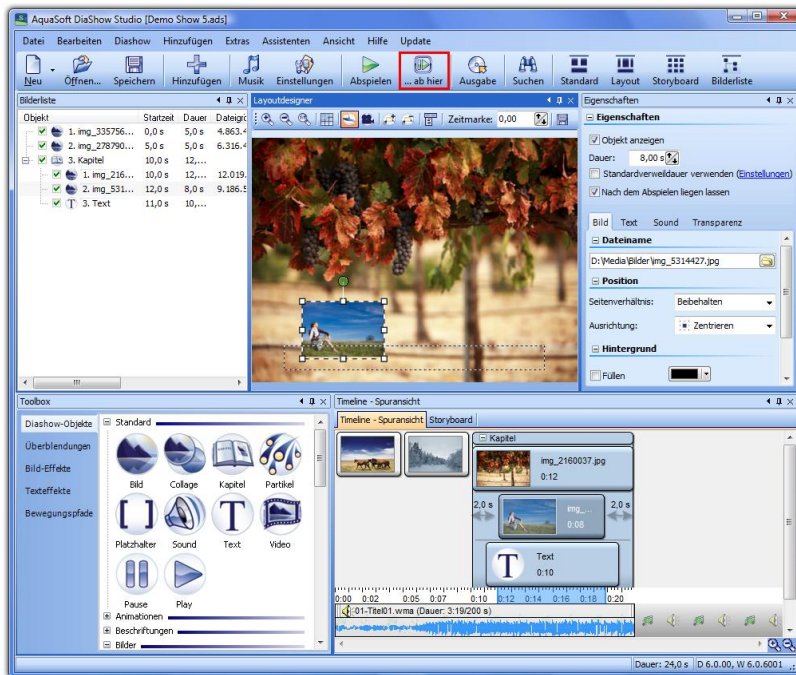 AquaSoft DiaShow Studio [Demo Show 5.ads]
Datei Bearbeiten Diashow Hinzufügen Extras Assistenten Ansicht Hilfe Update
Neu Öffnen... Speichern Hinzufügen Musik Einstellungen Abspielen ... ab hier Ausgabe Suchen Standard Layout Storyboard Bilderliste
Bilderliste
Objekt Startzeit Dauer Dateigrö
1. img_335756... 0,0 s 5,0 s 4.863.4
2. img_278790... 5,0 s 5,0 s 6.316.4
3. Kapitel 10,0 s 12,...
1. img_216... 10,0 s 12,... 12.019.
2. img_531... 12,0 s 8,0 s 9.186.5
3. Text 11,0 s 10,...
Layoutdesigner
Zeitmarke: 0,00
Eigenschaften
Eigenschaften
Objekt anzeigen
Dauer: 8,00 s
Standardverweildauer verwenden (Einstellungen)
Nach dem Abspielen liegen lassen
Bild Text Sound Transparenz
Dateiname
D:\Media\Bilder\img_5314427.jpg
Position
Seitenverhältnis: Beibehalten
Ausrichtung: Zentrieren
Hintergrund
Füllen
Toolbox
Diashow-Objekte
Überblendungen
Bild-Effekte
Texteffekte
Bewegungspfade
Standard
Bild Collage Kapitel Partikel
Platzhalter Sound Text Video
Pause Play
Animationen
Beschriftungen
Bilder
Timeline - Spuransicht
Timeline - Spuransicht Storyboard
Kapitel
img_2160037.jpg
0:12
2,0 s img_... 2,0 s
0:08
T Text
0:10
0:00 0:02 0:05 0:07 0:10 0:12 0:14 0:16 0:18 0:20
01-Titel01.wma (Dauer: 3:19/200 s)
Dauer: 24,0 s D 6.0.00, W 6.0.6001